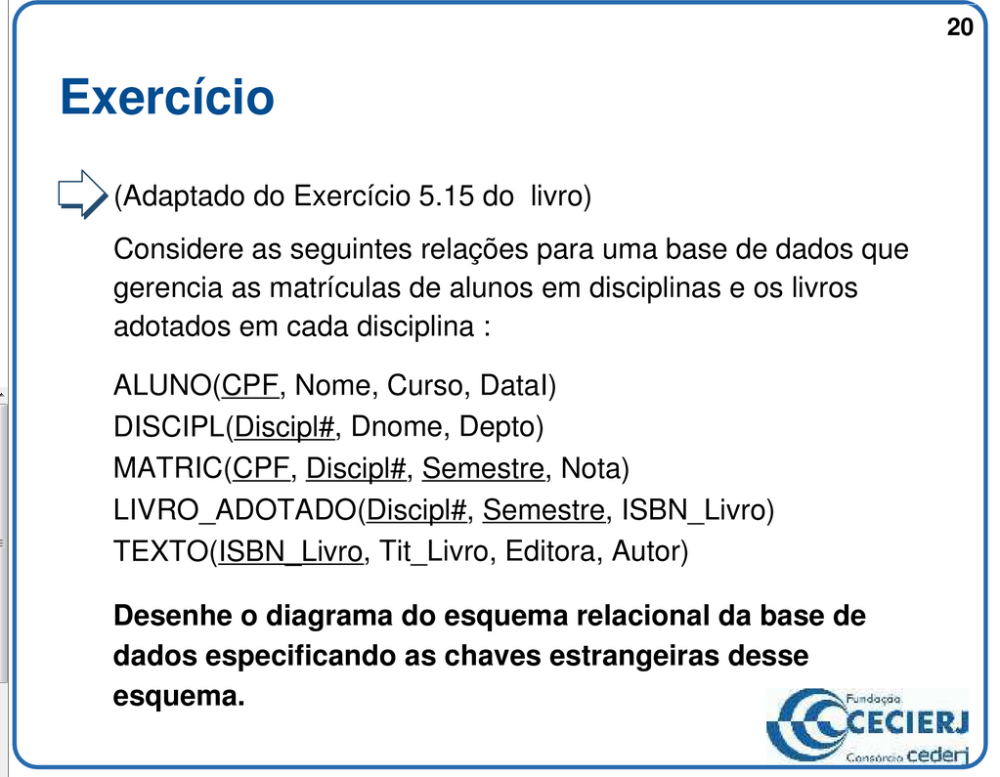 20
Exercício
(Adaptado do Exercício 5.15 do livro)
Considere as seguintes relações para uma base de dados que
gerencia as matrículas de alunos em disciplinas e os livros
adotados em cada disciplina :
ALUNO(CPF, Nome, Curso, DataI)
DISCIPL(Discipl#, Dnome, Depto)
MATRIC(CPF, Discipl#, Semestre, Nota)
LIVRO_ADOTADO(Discipl#, Semestre, ISBN_Livro)
TEXTO(ISBN_Livro, Tit_Livro, Editora, Autor)
Desenhe o diagrama do esquema relacional da base de
dados especificando as chaves estrangeiras desse
esquema.
Fundação
CECIERJ
Consórcio cederj